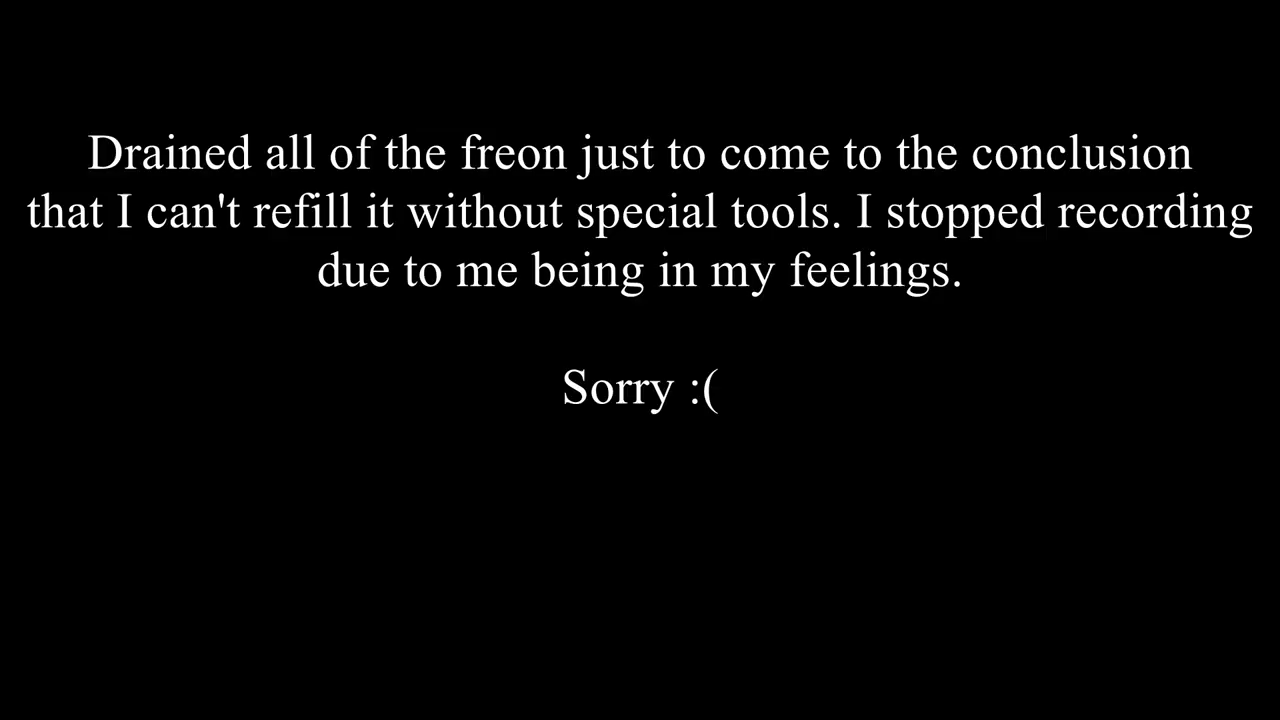 Drained all of the freon just to come to the conclusion
that I can't refill it without special tools. I stopped recording
due to me being in my feelings.
Sorry :(